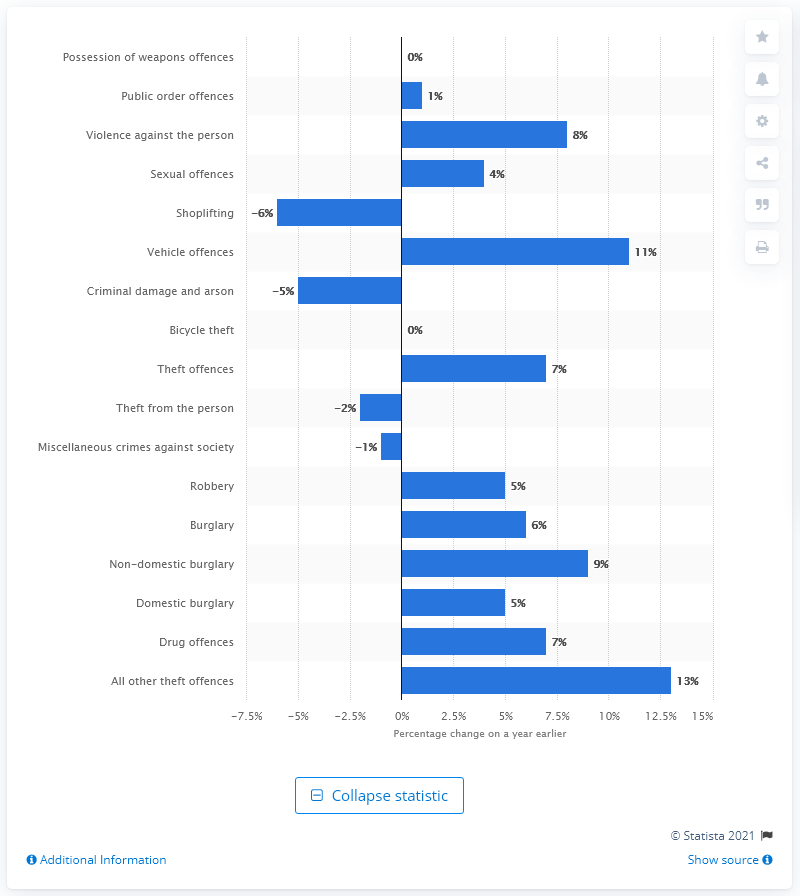 Possession of weapons offences 0%
Public order offences 1%
Violence against the person 8%
Sexual offences 4%
Shoplifting −6%
Vehicle offences 11%
Criminal damage and arson −5%
Bicycle theft 0%
Theft offences 7%
Theft from the person −2%
Miscellaneous crimes against society −1%
Robbery 5%
Burglary 6%
Non-domestic burglary 9%
Domestic burglary 5%
Drug offences 7%
All other theft offences 13%
−7.5% −5% −2.5% 0% 2.5% 5% 7.5% 10% 12.5% 15%
Percentage change on a year earlier
Collapse statistic
© Statista 2021
Additional Information Show source